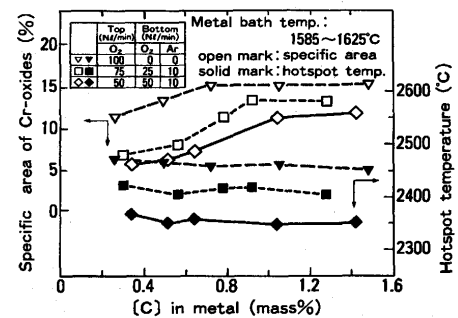 Metal bath temp.:
1585~1625°C
open mark: specific area
solid mark: hotspot temp.
Top Bottom
(Nℓ/min) (Nℓ/min)
O₂ O₂ Ar
▽▼ 100 0 0
□■ 75 25 10
◇◆ 50 50 10
Specific area of Cr-oxides (%)
20
15
10
5
0
Hotspot temperature (°C)
2600
2500
2400
2300
0 0.4 0.8 1.2 1.6
[C] in metal (mass%)